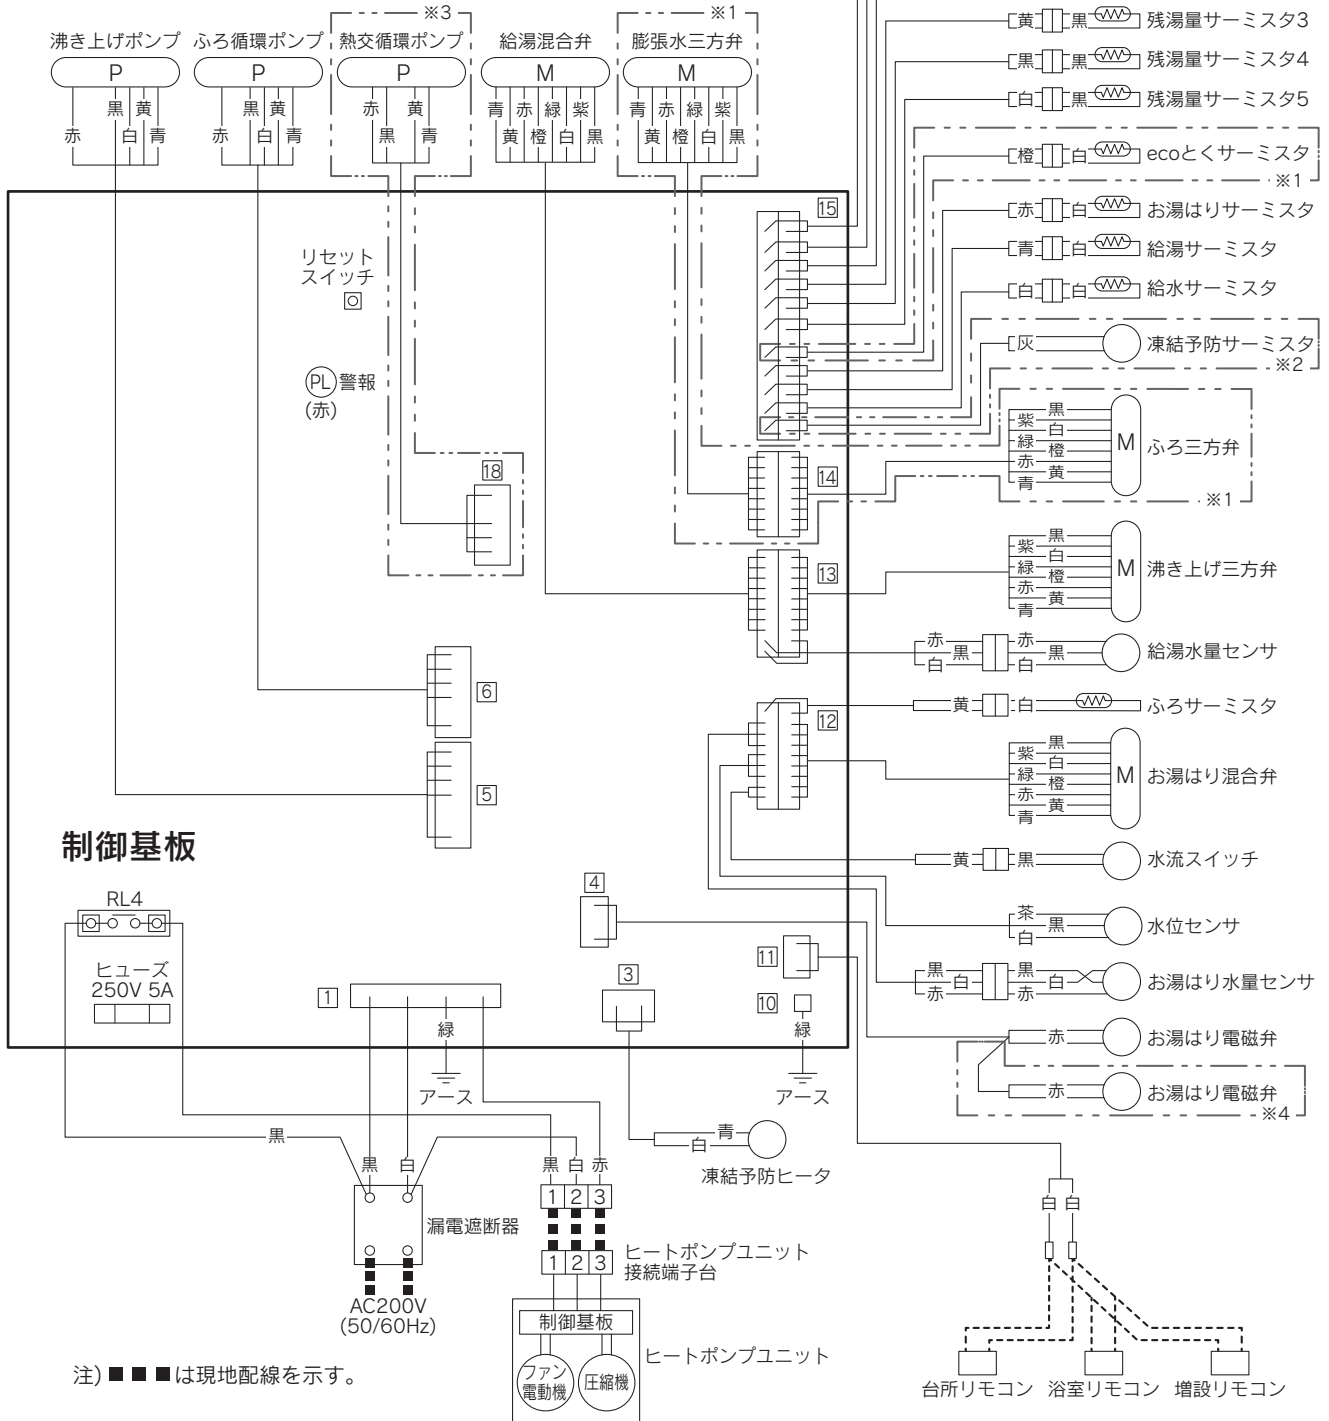 ※3
※1
沸き上げポンプ ふろ循環ポンプ 熱交循環ポンプ 給湯混合弁 膨張水三方弁
P P P M M
赤 黒 白 黄 青
赤 黒 白 黄 青
赤 黒 黄 青
青 黄 赤 橙 緑 白 紫 黒
青 黄 赤 橙 緑 白 紫 黒
黄 黒 残湯量サーミスタ3
黒 黒 残湯量サーミスタ4
白 黒 残湯量サーミスタ5
橙 白 ecoとくサーミスタ
※1
赤 白 お湯はりサーミスタ
青 白 給湯サーミスタ
白 白 給水サーミスタ
灰 凍結予防サーミスタ
※2
15
リセット
スイッチ
PL 警報
(赤)
黒
紫
白
緑
橙
赤
黄
青
M ふろ三方弁
※1
18
14
13
黒
紫
白
緑
橙
赤
黄
青
M 沸き上げ三方弁
赤 赤
黒 黒
白 白
給湯水量センサ
6
12
黄 白 ふろサーミスタ
5
黒
紫
白
緑
橙
赤
黄
青
M お湯はり混合弁
制御基板
黄 黒 水流スイッチ
RL4
4
茶
黒
白
水位センサ
ヒューズ
250V 5A
11
3
1
10
黒 黒
白 白
赤 赤
お湯はり水量センサ
緑
緑
赤 お湯はり電磁弁
アース
アース
赤 お湯はり電磁弁
※4
黒
黒 白
黒 白 赤
青
白
凍結予防ヒータ
1 2 3
漏電遮断器
白 白
1 2 3
ヒートポンプユニット
接続端子台
AC200V
(50/60Hz)
制御基板
ファン
電動機
圧縮機
ヒートポンプユニット
注) ■ ■ ■ は現地配線を示す。
台所リモコン 浴室リモコン 増設リモコン